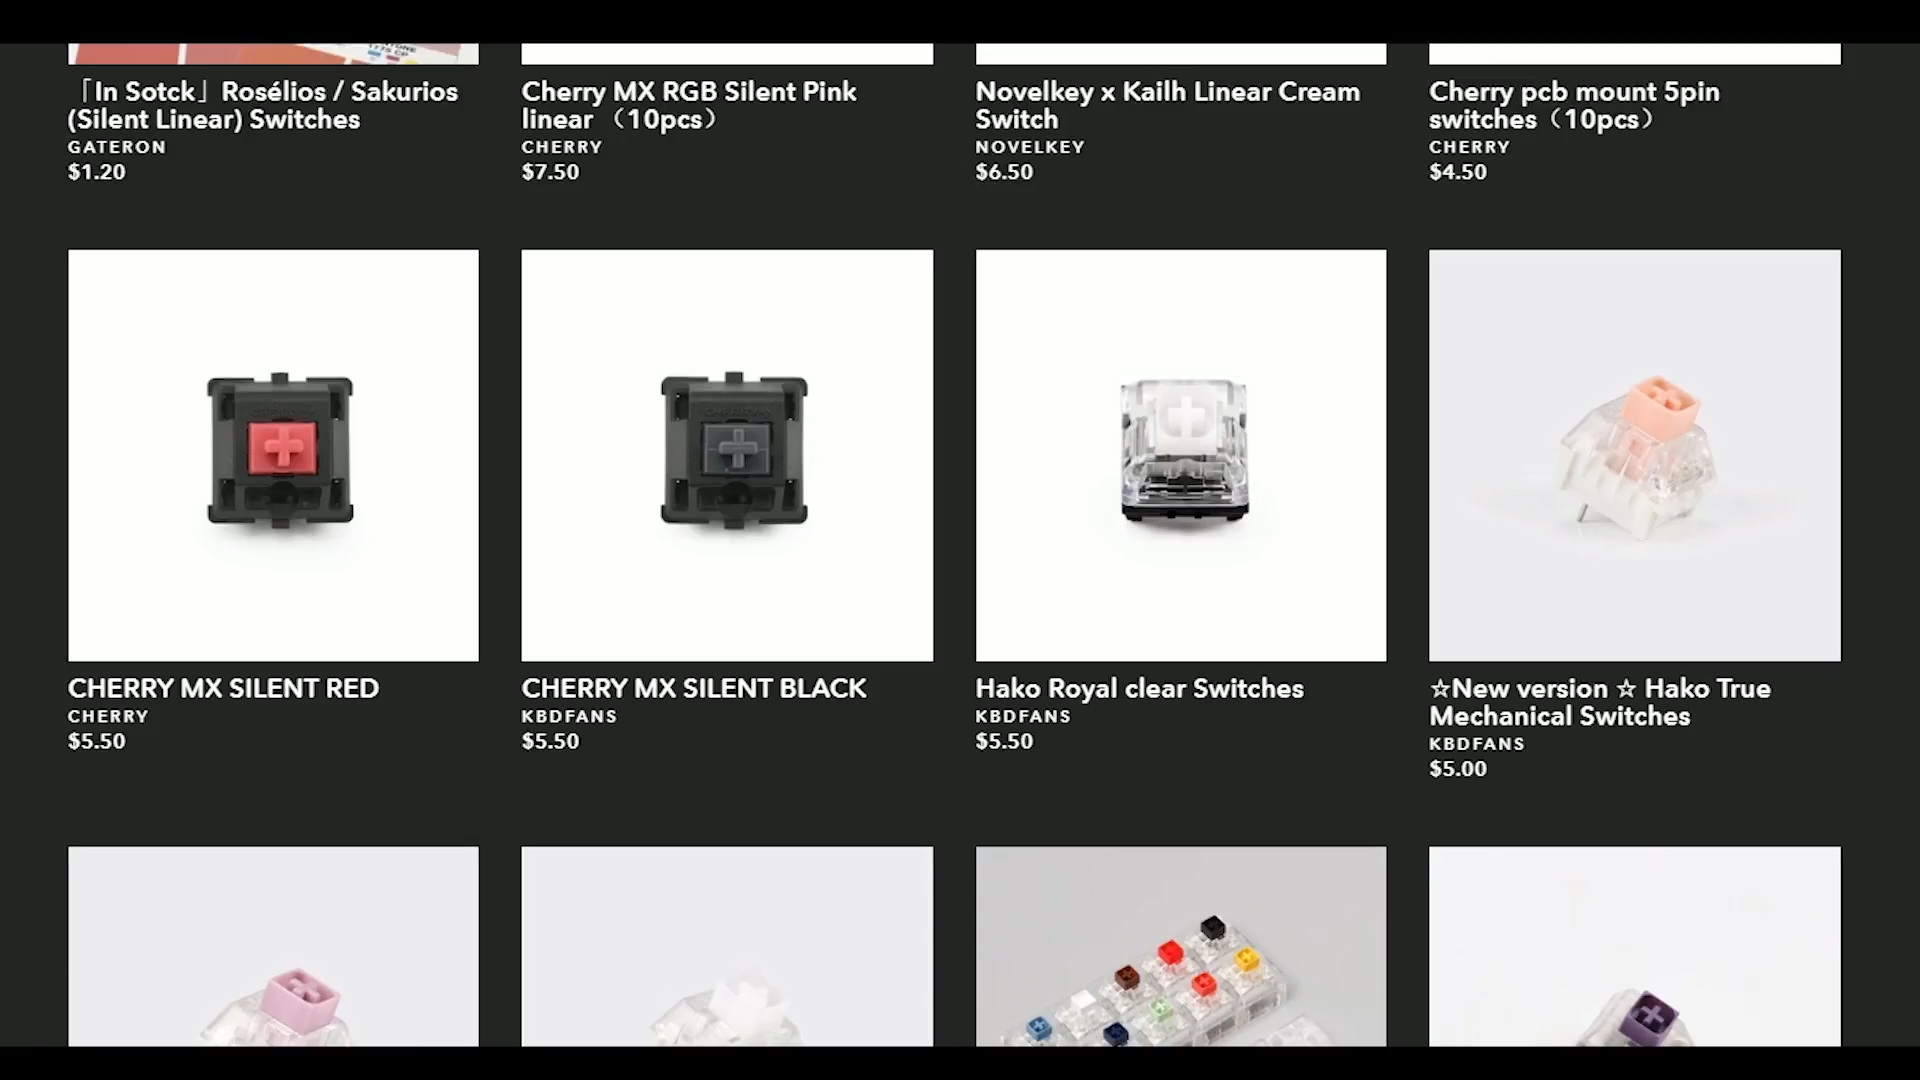 「In Sotck」Rosélios / Sakurios
(Silent Linear) Switches
GATERON
$1.20
Cherry MX RGB Silent Pink
linear （10pcs）
CHERRY
$7.50
Novelkey x Kailh Linear Cream
Switch
NOVELKEY
$6.50
Cherry pcb mount 5pin
switches（10pcs）
CHERRY
$4.50
CHERRY MX SILENT RED
CHERRY
$5.50
CHERRY MX SILENT BLACK
KBDFANS
$5.50
Hako Royal clear Switches
KBDFANS
$5.50
☆New version ☆ Hako True
Mechanical Switches
KBDFANS
$5.00